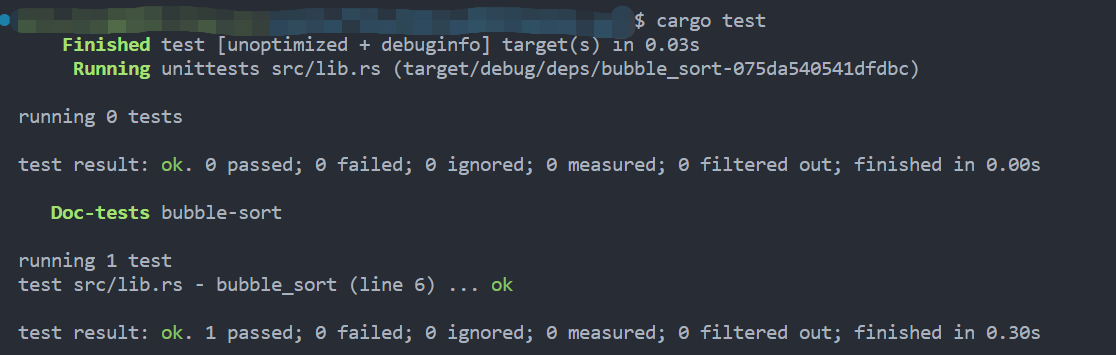 $ cargo test
Finished test [unoptimized + debuginfo] target(s) in 0.03s
Running unittests src/lib.rs (target/debug/deps/bubble_sort-075da540541dfdbc)
running 0 tests
test result: ok. 0 passed; 0 failed; 0 ignored; 0 measured; 0 filtered out; finished in 0.00s
Doc-tests bubble-sort
running 1 test
test src/lib.rs - bubble_sort (line 6) ... ok
test result: ok. 1 passed; 0 failed; 0 ignored; 0 measured; 0 filtered out; finished in 0.30s